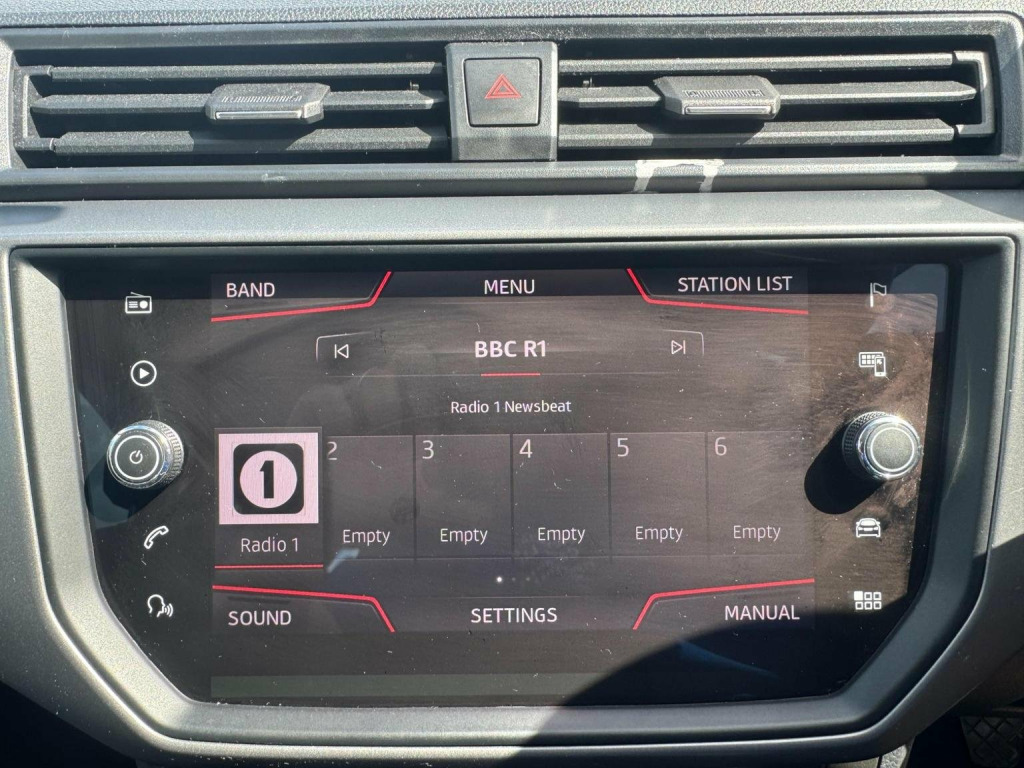 BAND MENU STATION LIST
BBC R1
Radio 1 Newsbeat
1 2 3 4 5 6
Radio 1 Empty Empty Empty Empty Empty
SOUND SETTINGS MANUAL